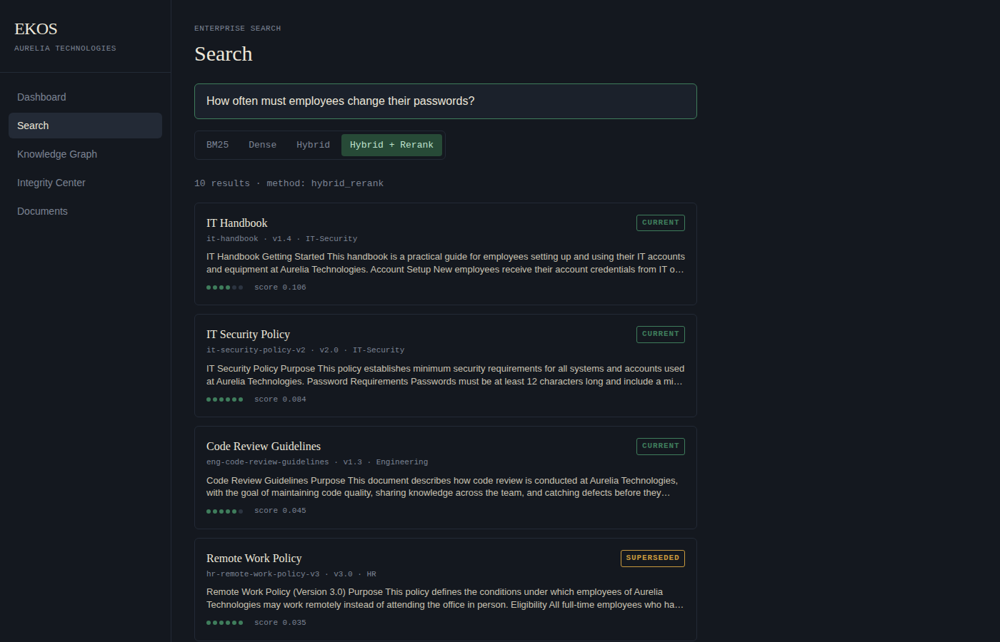 EKOS
AURELIA TECHNOLOGIES
Dashboard
Search
Knowledge Graph
Integrity Center
Documents
ENTERPRISE SEARCH
Search
How often must employees change their passwords?
BM25 Dense Hybrid Hybrid + Rerank
10 results · method: hybrid_rerank
IT Handbook CURRENT
it-handbook · v1.4 · IT-Security
IT Handbook Getting Started This handbook is a practical guide for employees setting up and using their IT accounts
and equipment at Aurelia Technologies. Account Setup New employees receive their account credentials from IT o…
score 0.106
IT Security Policy CURRENT
it-security-policy-v2 · v2.0 · IT-Security
IT Security Policy Purpose This policy establishes minimum security requirements for all systems and accounts used
at Aurelia Technologies. Password Requirements Passwords must be at least 12 characters long and include a mi…
score 0.084
Code Review Guidelines CURRENT
eng-code-review-guidelines · v1.3 · Engineering
Code Review Guidelines Purpose This document describes how code review is conducted at Aurelia Technologies,
with the goal of maintaining code quality, sharing knowledge across the team, and catching defects before they…
score 0.045
Remote Work Policy SUPERSEDED
hr-remote-work-policy-v3 · v3.0 · HR
Remote Work Policy (Version 3.0) Purpose This policy defines the conditions under which employees of Aurelia
Technologies may work remotely instead of attending the office in person. Eligibility All full-time employees who ha…
score 0.035